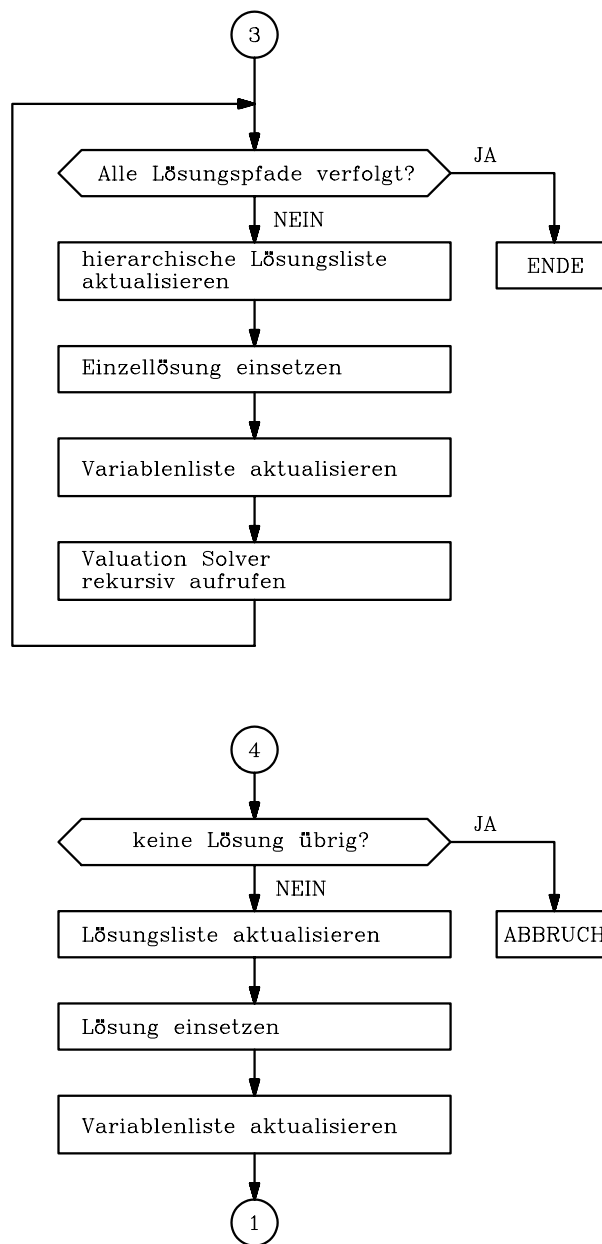 3
Alle Lösungspfade verfolgt?
JA
NEIN
hierarchische Lösungsliste
aktualisieren
ENDE
Einzellösung einsetzen
Variablenliste aktualisieren
Valuation Solver
rekursiv aufrufen
4
keine Lösung übrig?
JA
NEIN
Lösungsliste aktualisieren
ABBRUCH
Lösung einsetzen
Variablenliste aktualisieren
1